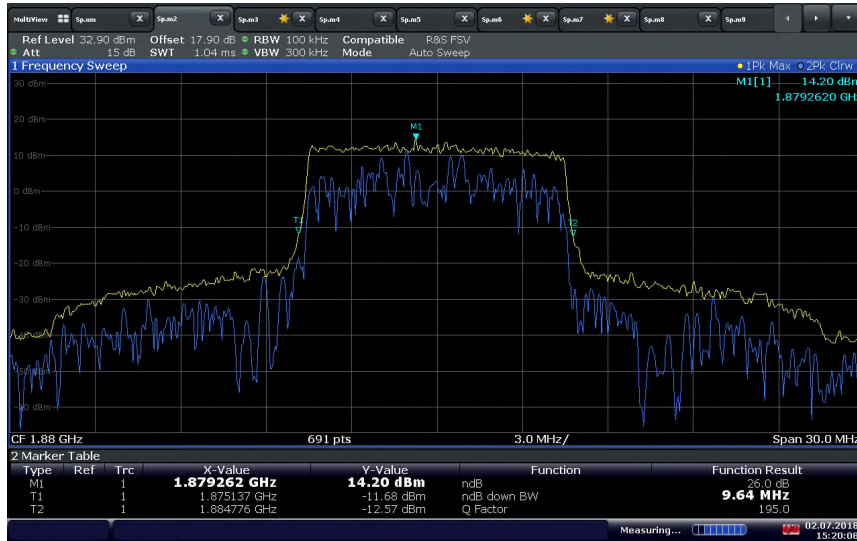 MultiView Sp.um X Sp.m2 X Sp.m3 X Sp.m4 X Sp.m5 X Sp.m6 X Sp.m7 X Sp.m8 X Sp.m9
Ref Level 32.90 dBm Offset 17.90 dB RBW 100 kHz Compatible R&S FSV
Att 15 dB SWT 1.04 ms VBW 300 kHz Mode Auto Sweep
1 Frequency Sweep 1Pk Max 2Pk Clrw
M1[1] 14.20 dBm
1.8792620 GHz
30 dBm
20 dBm
M1
10 dBm
0 dBm
T1
T2
-10 dBm
-20 dBm
-30 dBm
CF 1.88 GHz 691 pts 3.0 MHz/ Span 30.0 MHz
2 Marker Table
Type Ref Trc X-Value Y-Value Function Function Result
M1 1 1.879262 GHz 14.20 dBm ndB 26.0 dB
T1 1 1.875137 GHz -11.68 dBm ndB down BW 9.64 MHz
T2 1 1.884776 GHz -12.57 dBm Q Factor 195.0
Measuring... 02.07.2018
15:20:08